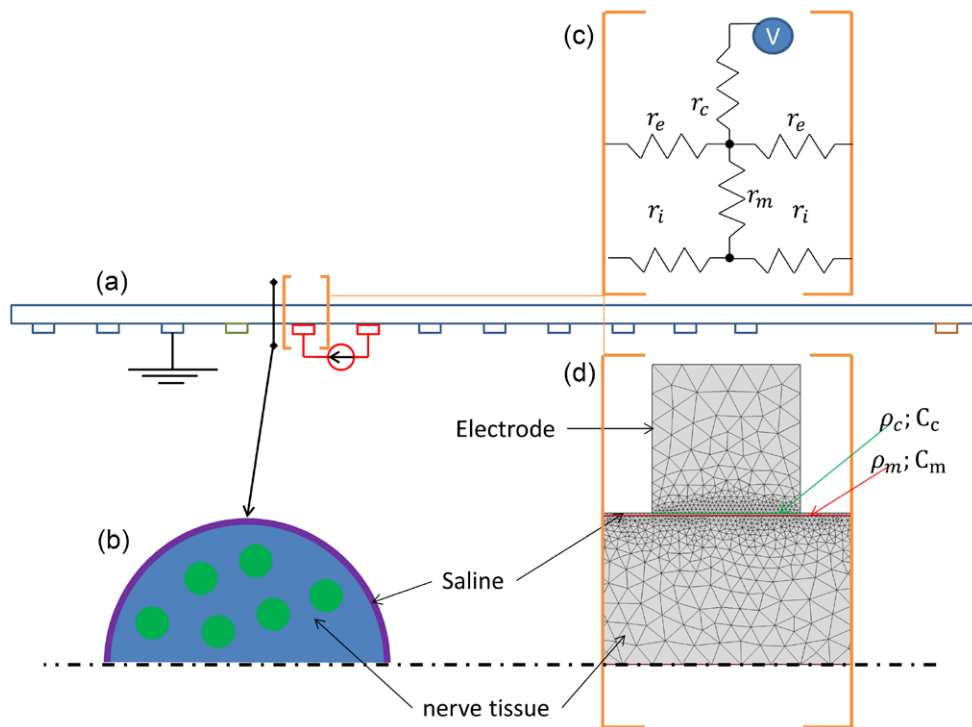 (c)
V
r_c
r_e r_e
r_m
r_i r_i
(a)
(d)
Electrode
ρ_c; C_c
ρ_m; C_m
(b)
Saline
nerve tissue